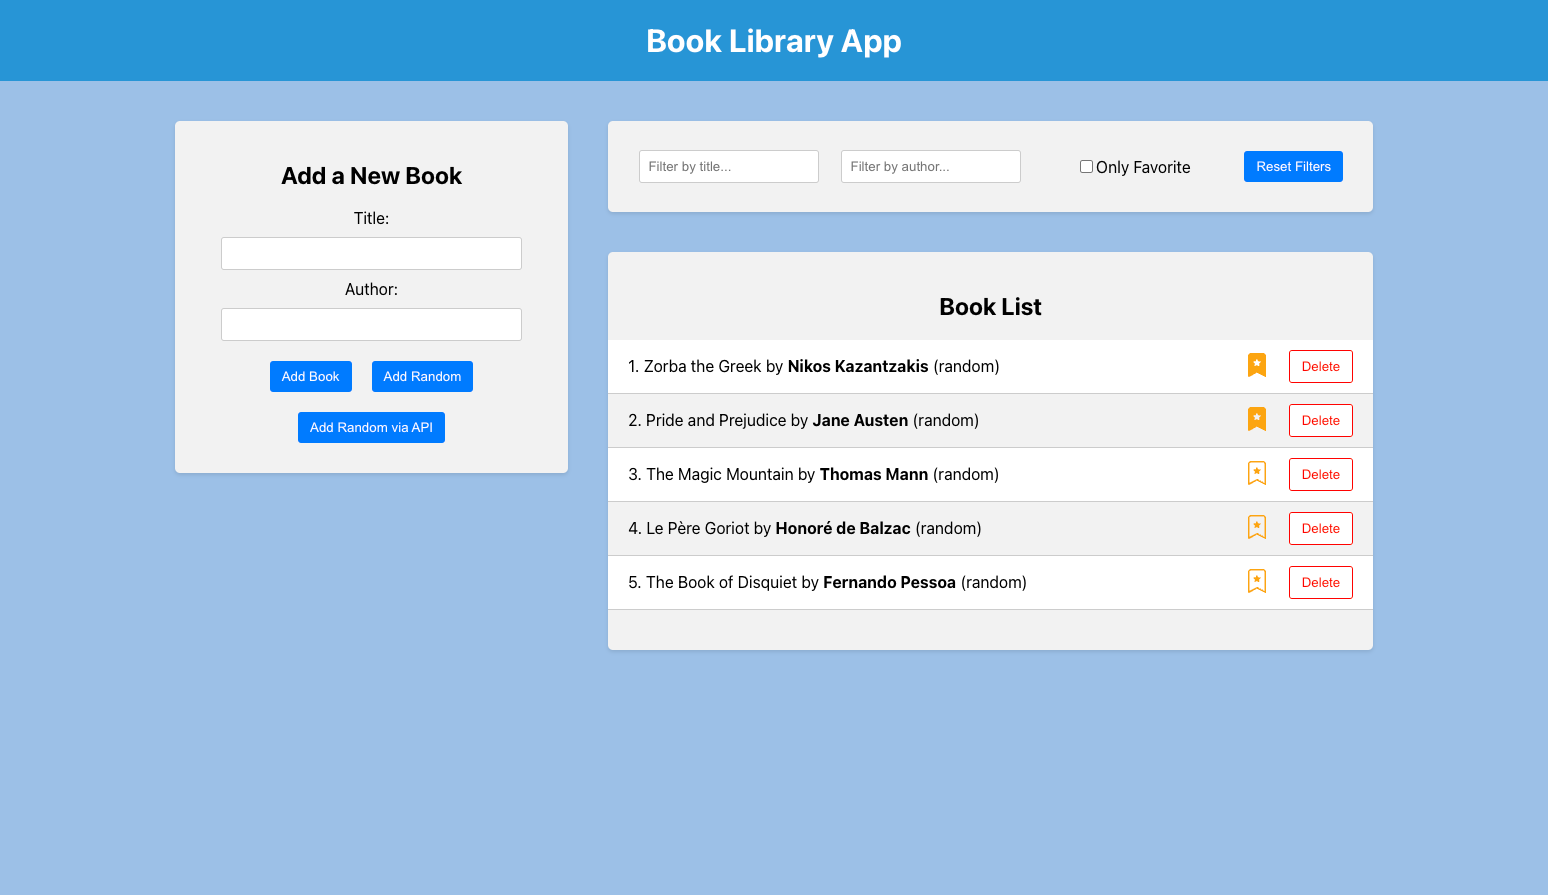 Book Library App
Add a New Book
Title:
Author:
Add Book Add Random
Add Random via API
Filter by title... Filter by author... Only Favorite Reset Filters
Book List
1. Zorba the Greek by Nikos Kazantzakis (random) Delete
2. Pride and Prejudice by Jane Austen (random) Delete
3. The Magic Mountain by Thomas Mann (random) Delete
4. Le Père Goriot by Honoré de Balzac (random) Delete
5. The Book of Disquiet by Fernando Pessoa (random) Delete